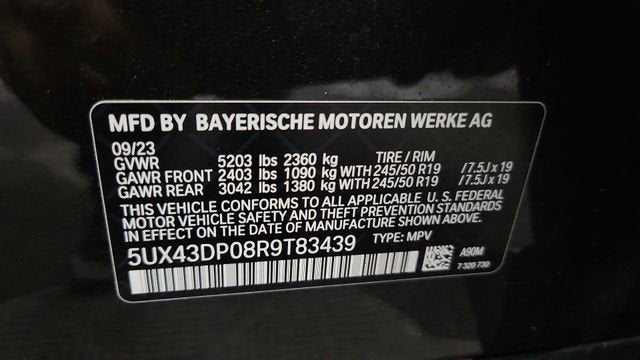 MFD BY BAYERISCHE MOTOREN WERKE AG
09/23
GVWR 5203 lbs 2360 kg TIRE / RIM
GAWR FRONT 2403 lbs 1090 kg 245/50 R19 / 7.5J x 19
GAWR REAR 3042 lbs 1380 kg 245/50 R19 / 7.5J x 19
THIS VEHICLE CONFORMS TO ALL APPLICABLE U. S. FEDERAL
MOTOR VEHICLE SAFETY AND THEFT PREVENTION STANDARDS
IN EFFECT ON THE DATE OF MANUFACTURE SHOWN ABOVE.
5UX43DP08R9T83439 TYPE: MPV A90M
7 320 730